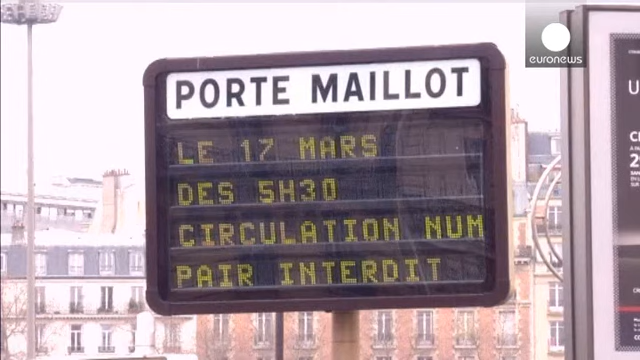 euronews
PORTE MAILLOT
LE 17 MARS
DES 5H30
CIRCULATION NUM
PAIR INTERDIT